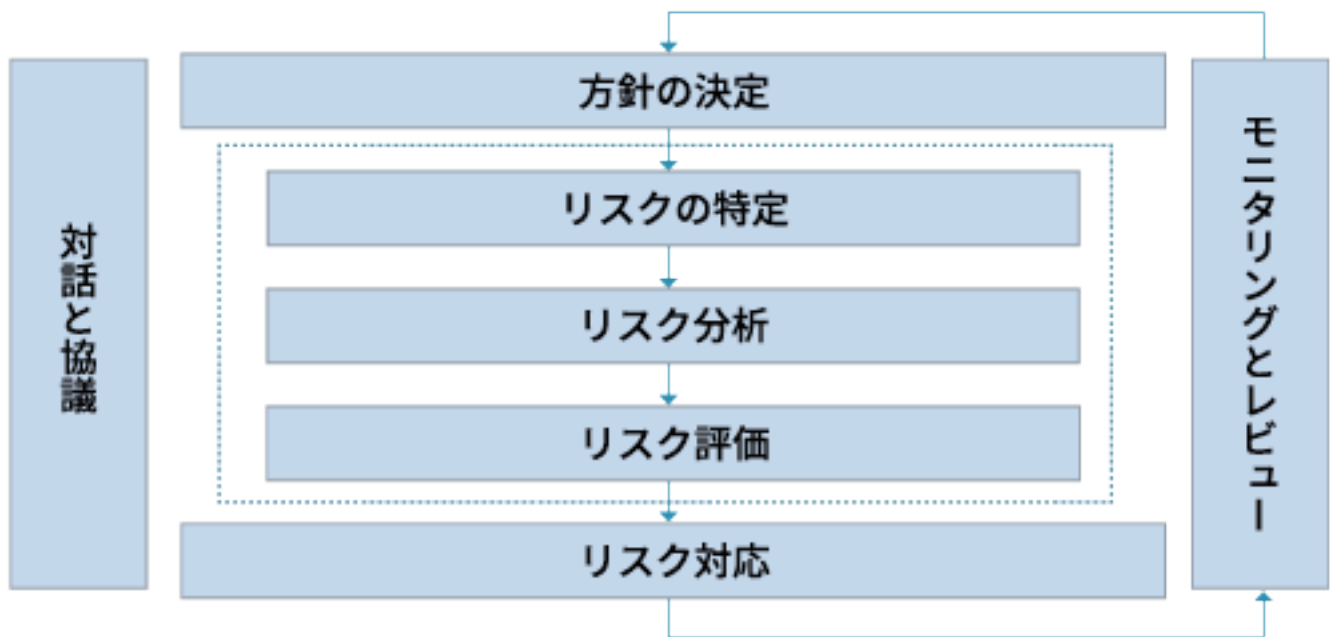 方針の決定
リスクの特定
リスク分析
リスク評価
リスク対応
対話と協議
モニタリングとレビュー